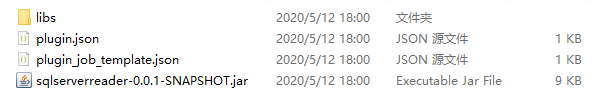 libs 2020/5/12 18:00 文件夹
plugin.json 2020/5/12 18:00 JSON 源文件 1 KB
plugin_job_template.json 2020/5/12 18:00 JSON 源文件 1 KB
sqlserverreader-0.0.1-SNAPSHOT.jar 2020/5/12 18:00 Executable Jar File 9 KB